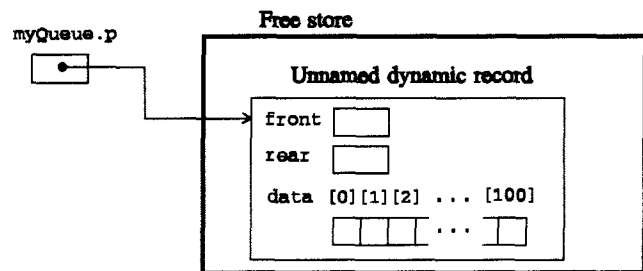 Free store
myQueue.p
Unnamed dynamic record
front
rear
data [0][1][2] ... [100]
...